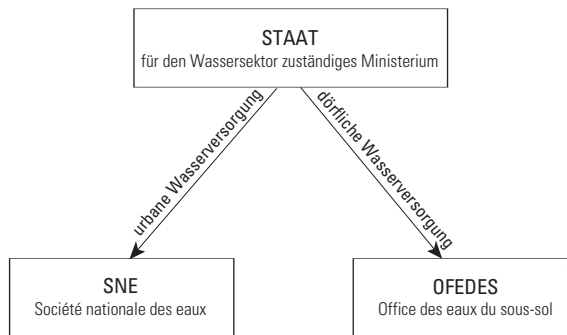 STAAT
für den Wassersektor zuständiges Ministerium
urbane Wasserversorgung
dörfliche Wasserversorgung
SNE
Société nationale des eaux
OFEDES
Office des eaux du sous-sol